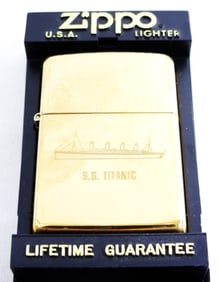 Zippo
U.S.A. LIGHTER
S.S. TITANIC
LIFETIME GUARANTEE